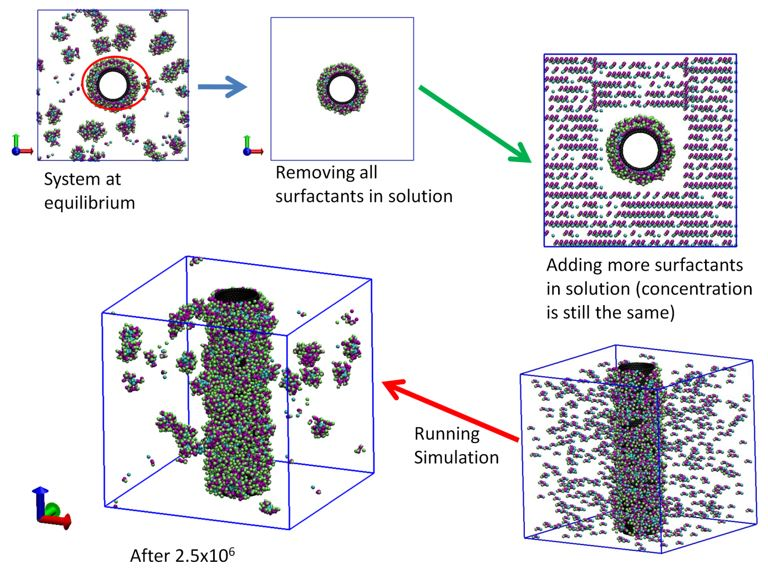 System at
equilibrium
Removing all
surfactants in solution
Adding more surfactants
in solution (concentration
is still the same)
Running
Simulation
After 2.5x10⁶